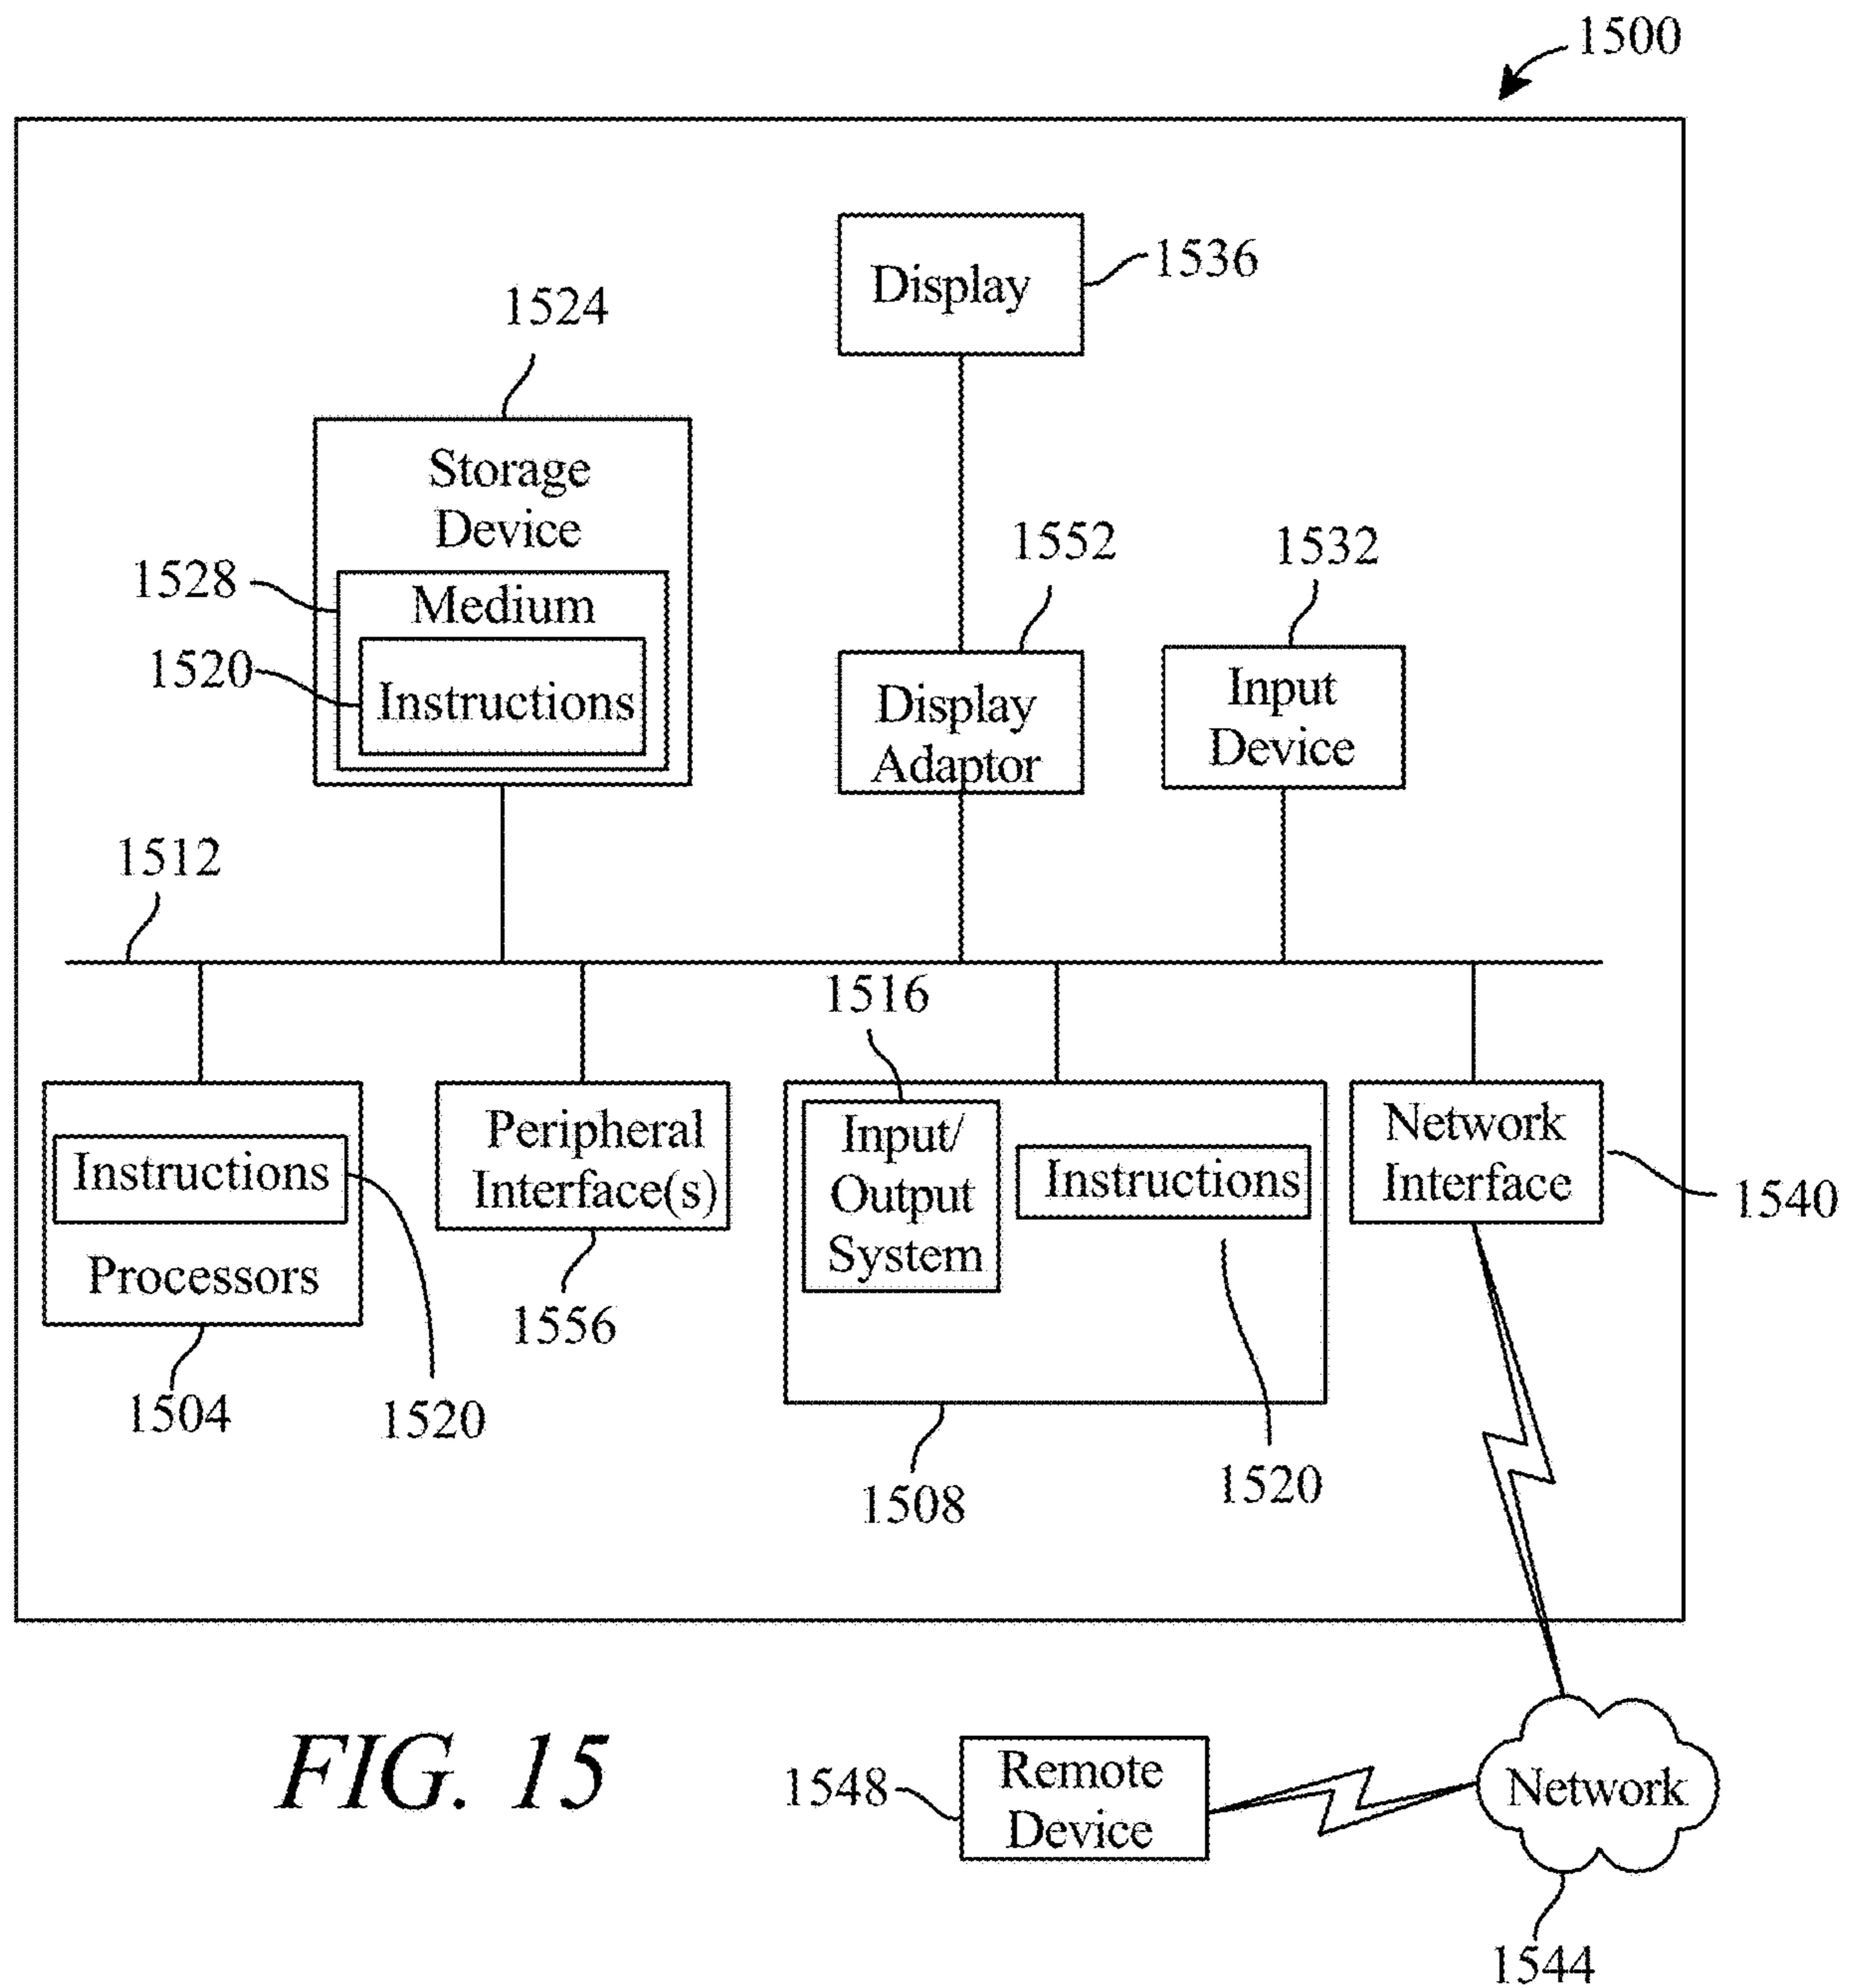 1500
Display
1536
1524
Storage
Device
1528
Medium
1520
Instructions
1552
Display
Adaptor
1532
Input
Device
1512
1516
Instructions
Processors
1504
1520
Peripheral
Interface(s)
1556
Input/
Output
System
Instructions
1508
1520
Network
Interface
1540
FIG. 15
1548
Remote
Device
Network
1544